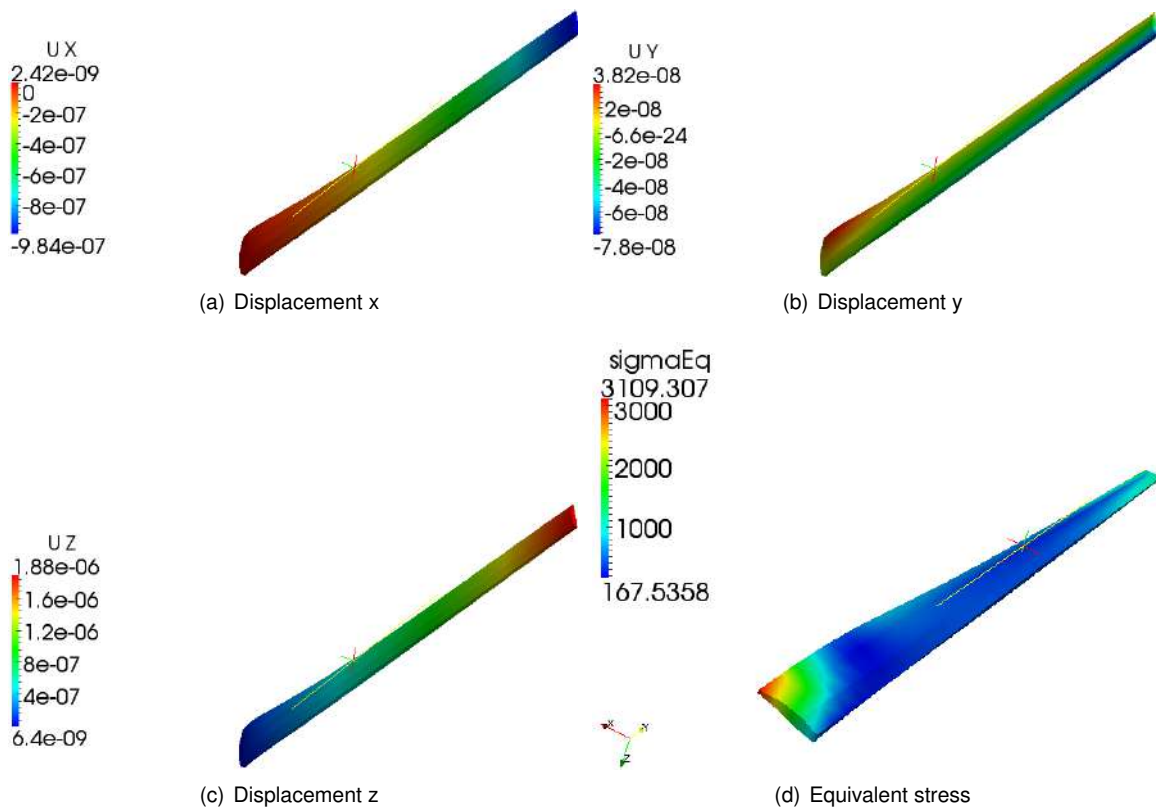 U X
2.42e-09
0
-2e-07
-4e-07
-6e-07
-8e-07
-9.84e-07
(a) Displacement x
U Y
3.82e-08
2e-08
-6.6e-24
-2e-08
-4e-08
-6e-08
-7.8e-08
(b) Displacement y
U Z
1.88e-06
1.6e-06
1.2e-06
8e-07
4e-07
6.4e-09
(c) Displacement z
sigmaEq
3109.307
3000
2000
1000
167.5358
X
Y
Z
(d) Equivalent stress